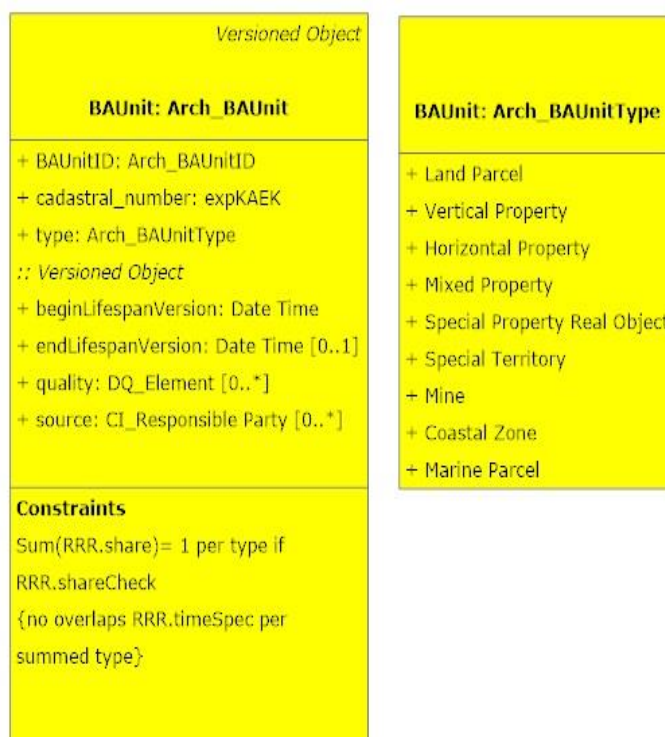 Versioned Object
BAUnit: Arch_BAUnit
+ BAUnitID: Arch_BAUnitID
+ cadastral_number: expKAEK
+ type: Arch_BAUnitType
:: Versioned Object
+ beginLifespanVersion: Date Time
+ endLifespanVersion: Date Time [0..1]
+ quality: DQ_Element [0..*]
+ source: CI_Responsible Party [0..*]
Constraints
Sum(RRR.share)= 1 per type if
RRR.shareCheck
{no overlaps RRR.timeSpec per
summed type}
BAUnit: Arch_BAUnitType
+ Land Parcel
+ Vertical Property
+ Horizontal Property
+ Mixed Property
+ Special Property Real Object
+ Special Territory
+ Mine
+ Coastal Zone
+ Marine Parcel